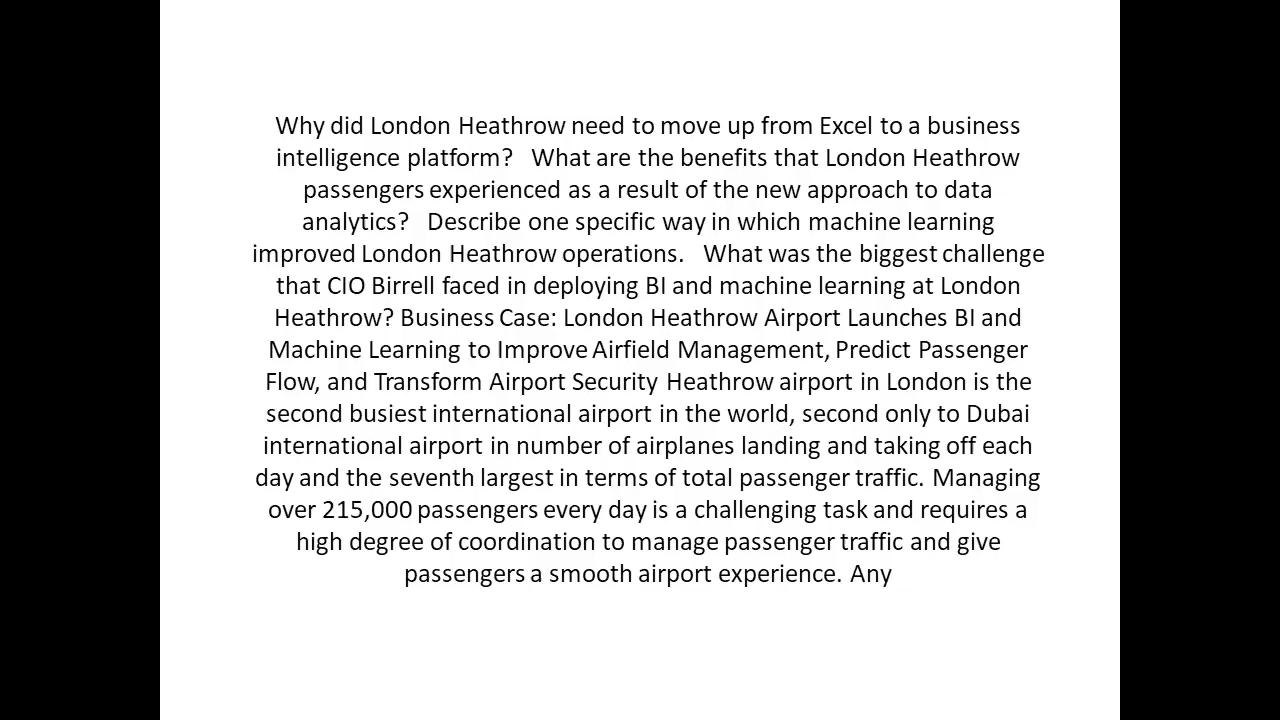 Why did London Heathrow need to move up from Excel to a business
intelligence platform?   What are the benefits that London Heathrow
passengers experienced as a result of the new approach to data
analytics?   Describe one specific way in which machine learning
improved London Heathrow operations.   What was the biggest challenge
that CIO Birrell faced in deploying BI and machine learning at London
Heathrow? Business Case: London Heathrow Airport Launches BI and
Machine Learning to Improve Airfield Management, Predict Passenger
Flow, and Transform Airport Security Heathrow airport in London is the
second busiest international airport in the world, second only to Dubai
international airport in number of airplanes landing and taking off each
day and the seventh largest in terms of total passenger traffic. Managing
over 215,000 passengers every day is a challenging task and requires a
high degree of coordination to manage passenger traffic and give
passengers a smooth airport experience. Any